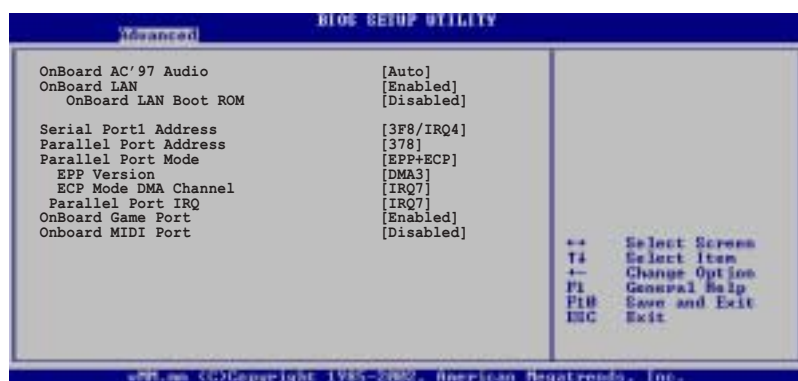 BIOS SETUP UTILITY
Advanced
OnBoard AC'97 Audio [Auto]
OnBoard LAN [Enabled]
OnBoard LAN Boot ROM [Disabled]
Serial Port1 Address [3F8/IRQ4]
Parallel Port Address [378]
Parallel Port Mode [EPP+ECP]
EPP Version [DMA3]
ECP Mode DMA Channel [IRQ7]
Parallel Port IRQ [IRQ7]
OnBoard Game Port [Enabled]
Onboard MIDI Port [Disabled]
←→ Select Screen
↑↓ Select Item
+- Change Option
F1 General Help
F10 Save and Exit
ESC Exit
(C)Copyright 1985-2002, American Megatrends, Inc.